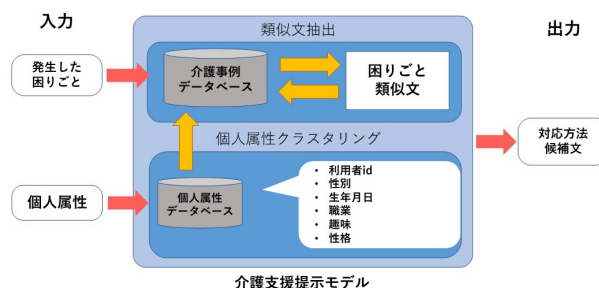 入力
類似文抽出
出力
発生した
困りごと
介護事例
データベース
困りごと
類似文
個人属性クラスタリング
対応方法
候補文
個人属性
個人属性
データベース
• 利用者id
• 性別
• 生年月日
• 職業
• 趣味
• 性格
介護支援提示モデル